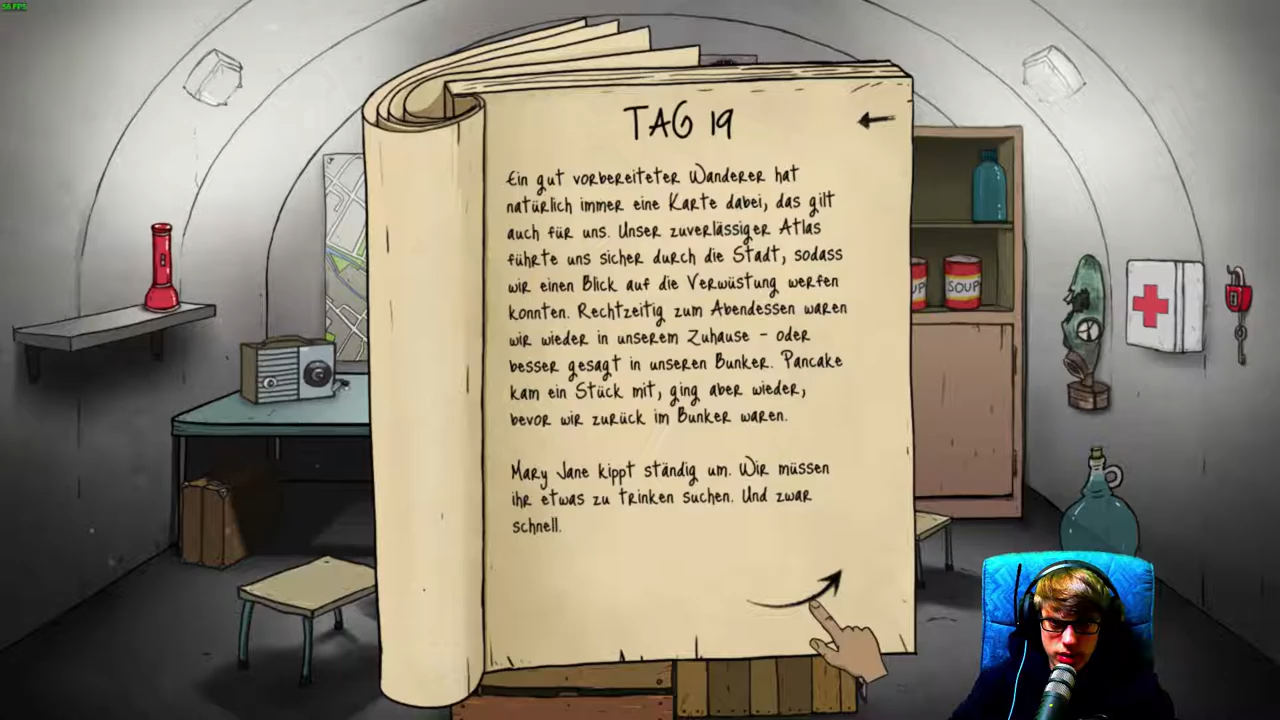 56 FPS
TAG 19
Ein gut vorbereiteter Wanderer hat
natürlich immer eine Karte dabei, das gilt
auch für uns. Unser zuverlässiger Atlas
führte uns sicher durch die Stadt, sodass
wir einen Blick auf die Verwüstung werfen
konnten. Rechtzeitig zum Abendessen waren
wir wieder in unserem Zuhause - oder
besser gesagt in unseren Bunker. Pancake
kam ein Stück mit, ging aber wieder,
bevor wir zurück im Bunker waren.
Mary Jane kippt ständig um. Wir müssen
ihr etwas zu trinken suchen. Und zwar
schnell.
UP
SOUP